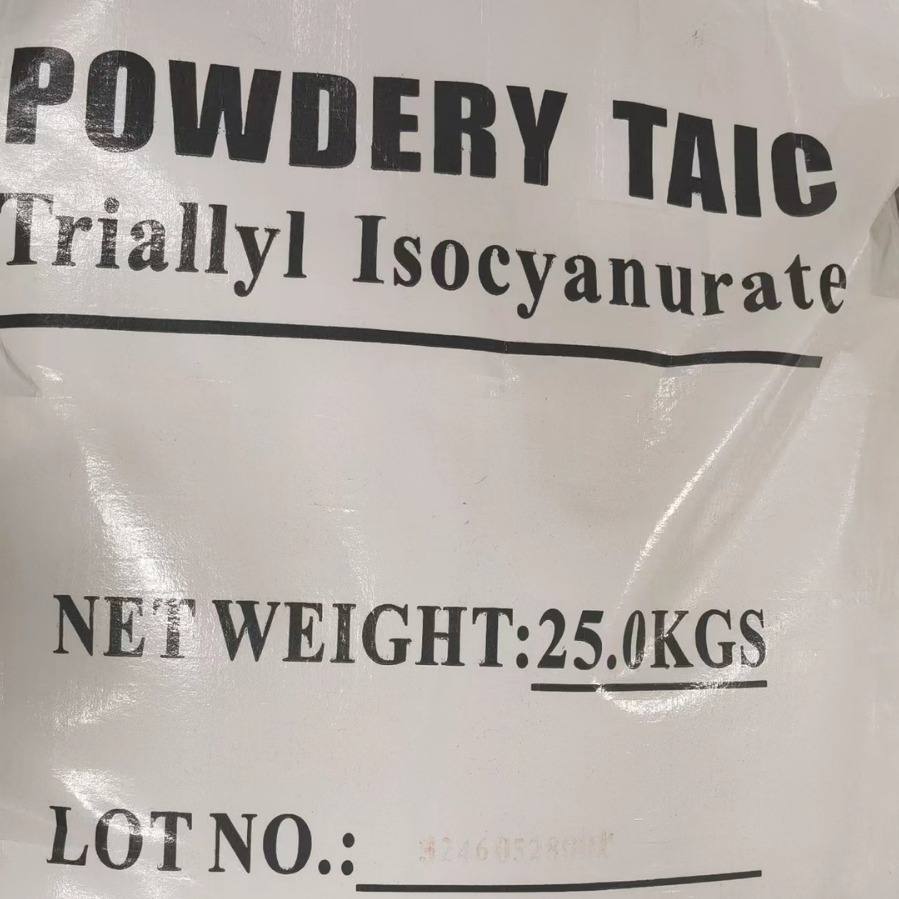 POWDERY TAIC
Triallyl Isocyanurate
NET WEIGHT:25.0KGS
LOT NO.: